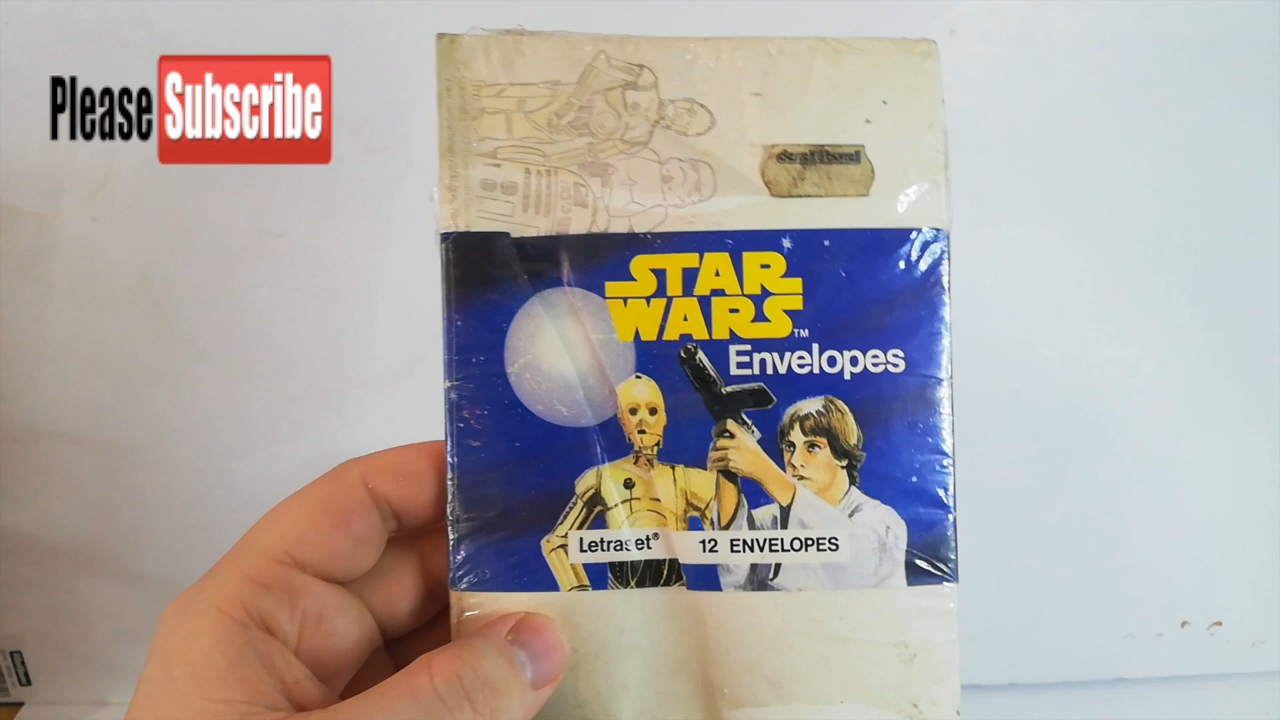 Please Subscribe
STAR
WARS™
Envelopes
Letraset® 12 ENVELOPES